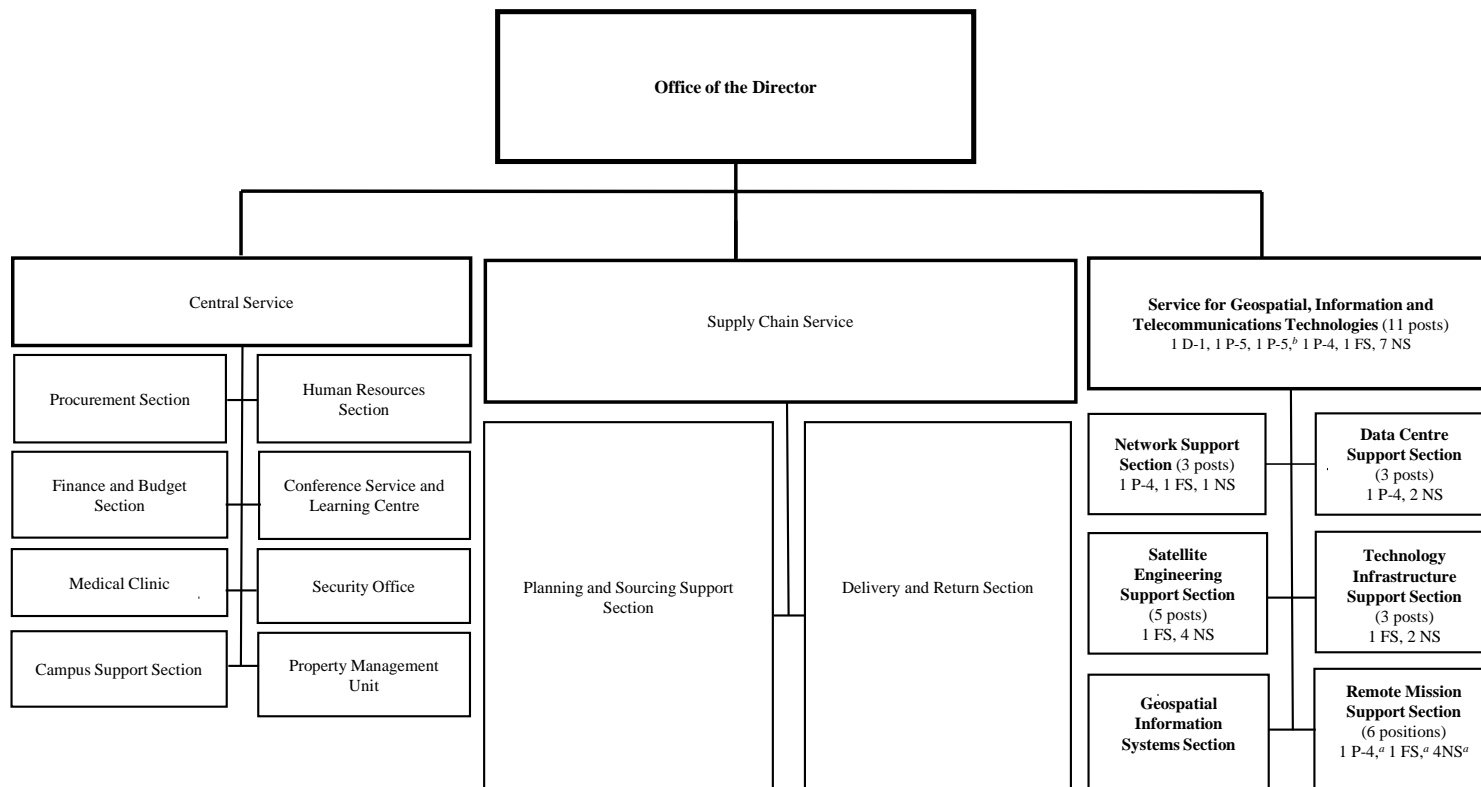 Office of the Director
Central Service
Procurement Section
Human Resources
Section
Finance and Budget
Section
Conference Service and
Learning Centre
Medical Clinic
Security Office
Campus Support Section
Property Management
Unit
Supply Chain Service
Planning and Sourcing Support
Section
Delivery and Return Section
Service for Geospatial, Information and
Telecommunications Technologies (11 posts)
1 D-1, 1 P-5, 1 P-5,ᵇ 1 P-4, 1 FS, 7 NS
Network Support
Section (3 posts)
1 P-4, 1 FS, 1 NS
Data Centre
Support Section
(3 posts)
1 P-4, 2 NS
Satellite
Engineering
Support Section
(5 posts)
1 FS, 4 NS
Technology
Infrastructure
Support Section
(3 posts)
1 FS, 2 NS
Geospatial
Information
Systems Section
Remote Mission
Support Section
(6 positions)
1 P-4,ᵃ 1 FS,ᵃ 4NSᵃ